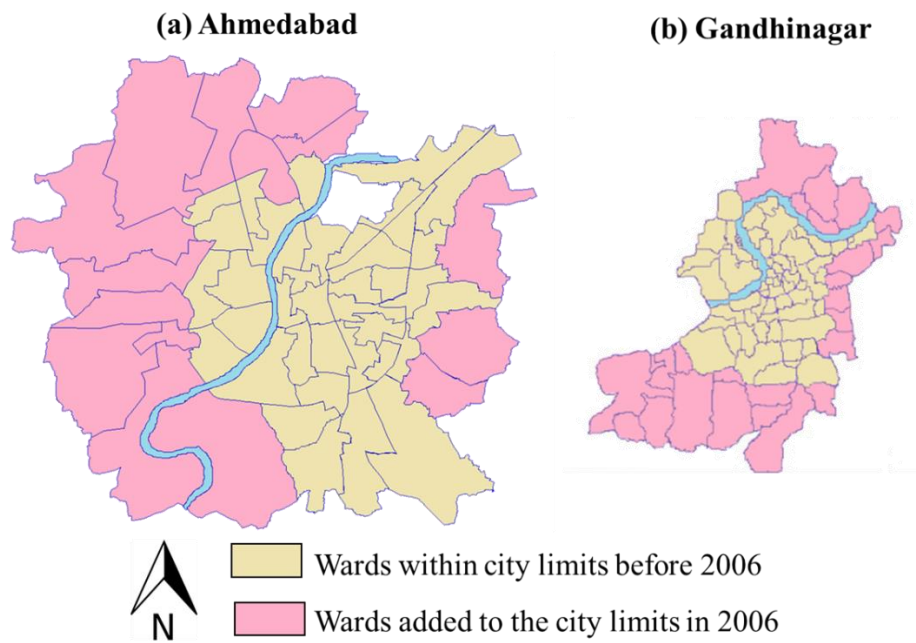 (a) Ahmedabad
(b) Gandhinagar
N
Wards within city limits before 2006
Wards added to the city limits in 2006